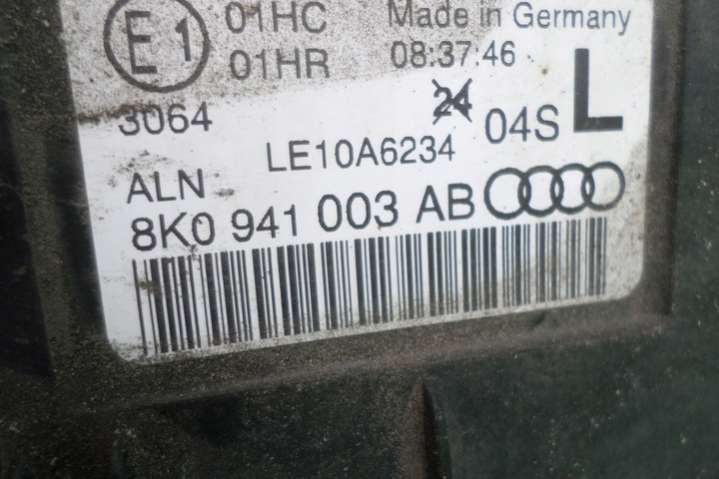 E1 01HC Made in Germany
01HR 08:37:46
3064 24 04S L
LE10A6234
ALN
8K0 941 003 AB